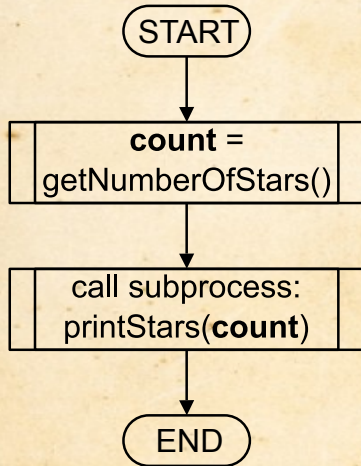 START
count =
getNumberOfStars()
call subprocess:
printStars(count)
END